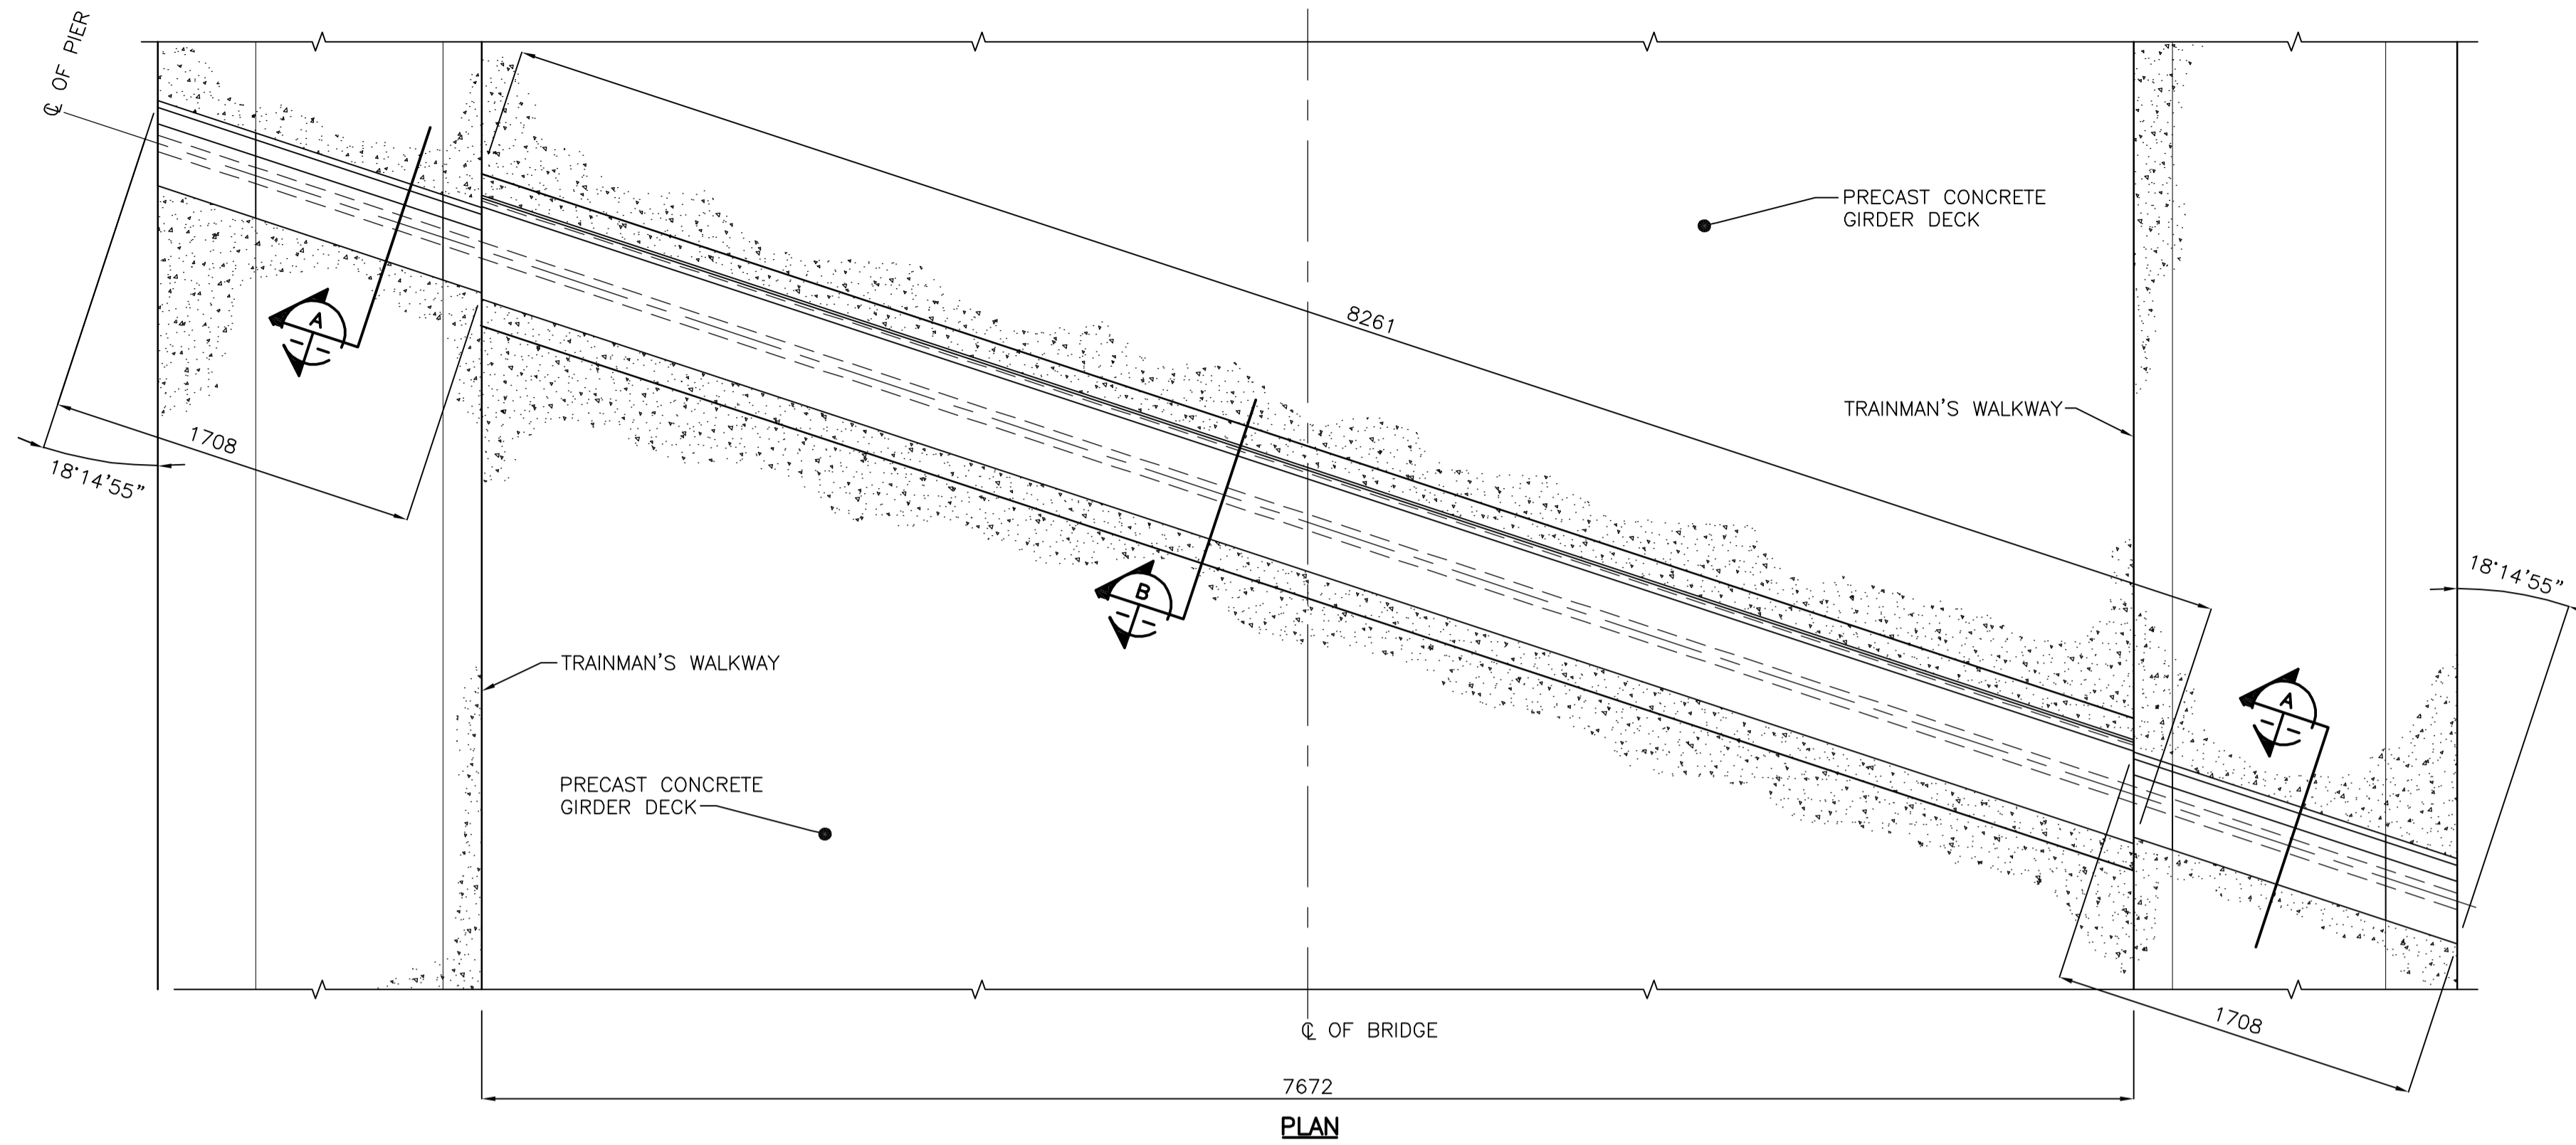 ℄ OF PIER
PRECAST CONCRETE
GIRDER DECK
8261
A
TRAINMAN'S WALKWAY
1708
18°14'55"
B
18°14'55"
TRAINMAN'S WALKWAY
A
PRECAST CONCRETE
GIRDER DECK
1708
℄ OF BRIDGE
7672
PLAN